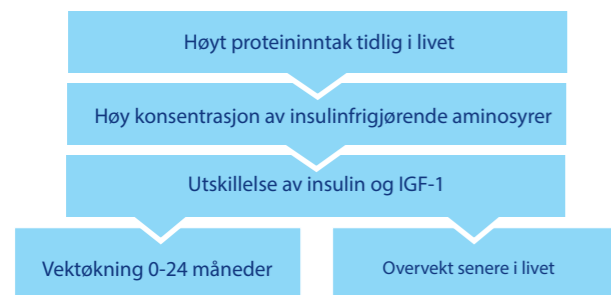 Høyt proteininntak tidlig i livet
Høy konsentrasjon av insulinfrigjørende aminosyrer
Utskillelse av insulin og IGF-1
Vektøkning 0-24 måneder
Overvekt senere i livet